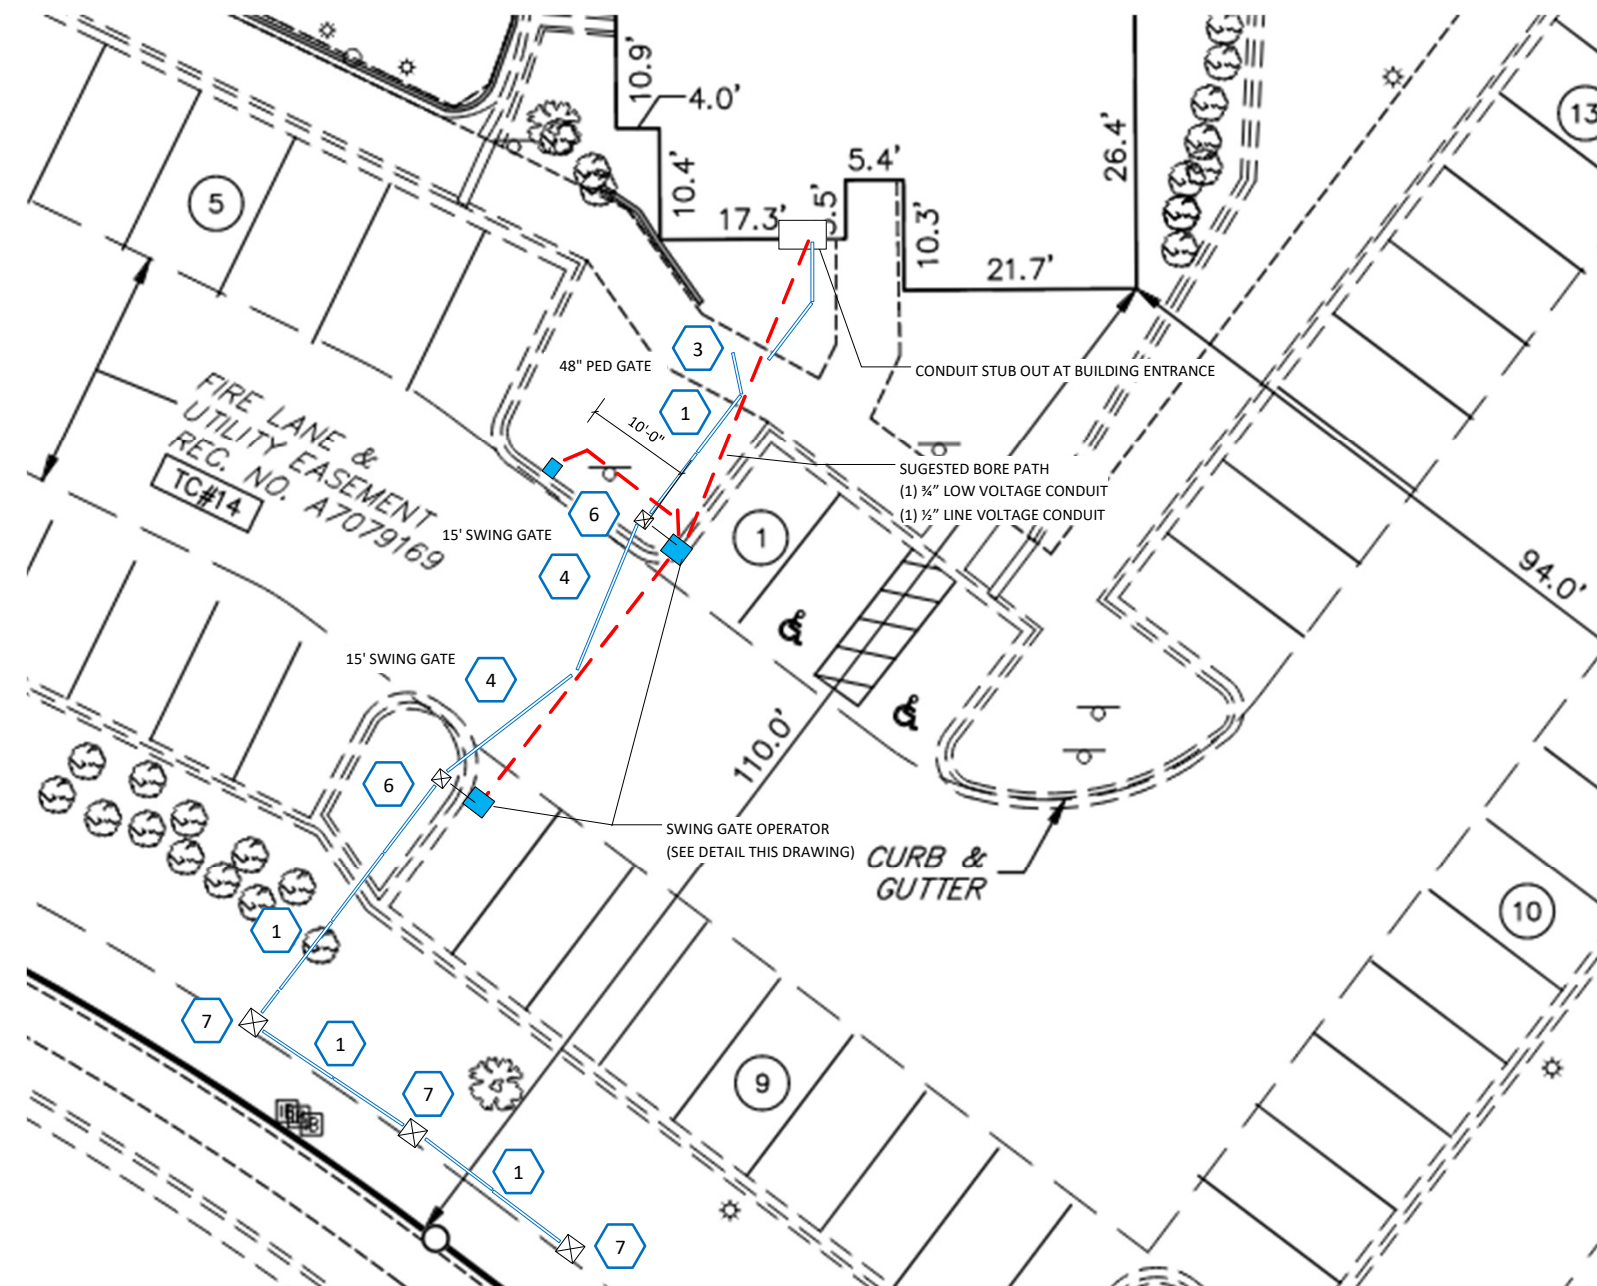 10.9'
4.0'
13
5.4'
26.4'
10.4'
5
17.3'
.5'
10.3'
21.7'
3
48" PED GATE
CONDUIT STUB OUT AT BUILDING ENTRANCE
1
10'-0"
FIRE LANE &
UTILITY EASEMENT
REC. NO. A7079169
TC#14
SUGESTED BORE PATH
(1) ¾” LOW VOLTAGE CONDUIT
(1) ½” LINE VOLTAGE CONDUIT
6
15' SWING GATE
1
4
94.0'
15' SWING GATE
4
110.0'
6
SWING GATE OPERATOR
(SEE DETAIL THIS DRAWING)
CURB &
GUTTER
10
1
7
1
9
7
1
7